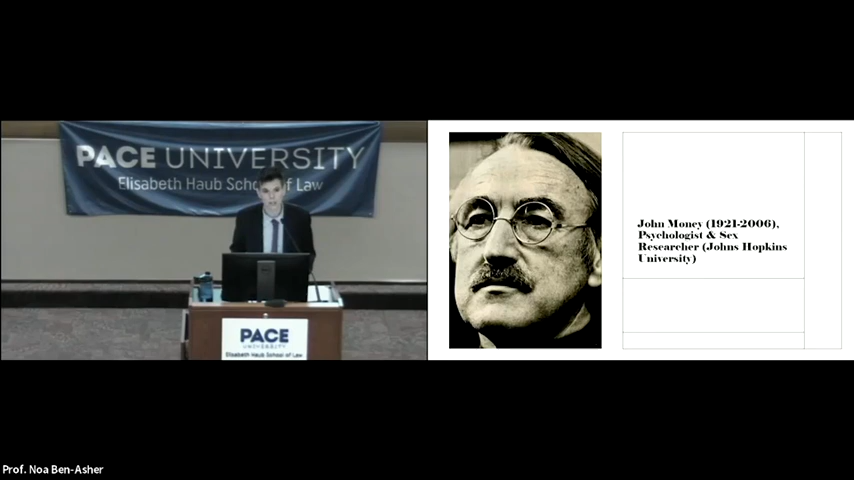 PACE UNIVERSITY
Elisabeth Haub School of Law
PACE
UNIVERSITY
Elisabeth Haub School of Law
John Money (1921-2006),
Psychologist & Sex
Researcher (Johns Hopkins
University)
Prof. Noa Ben-Asher